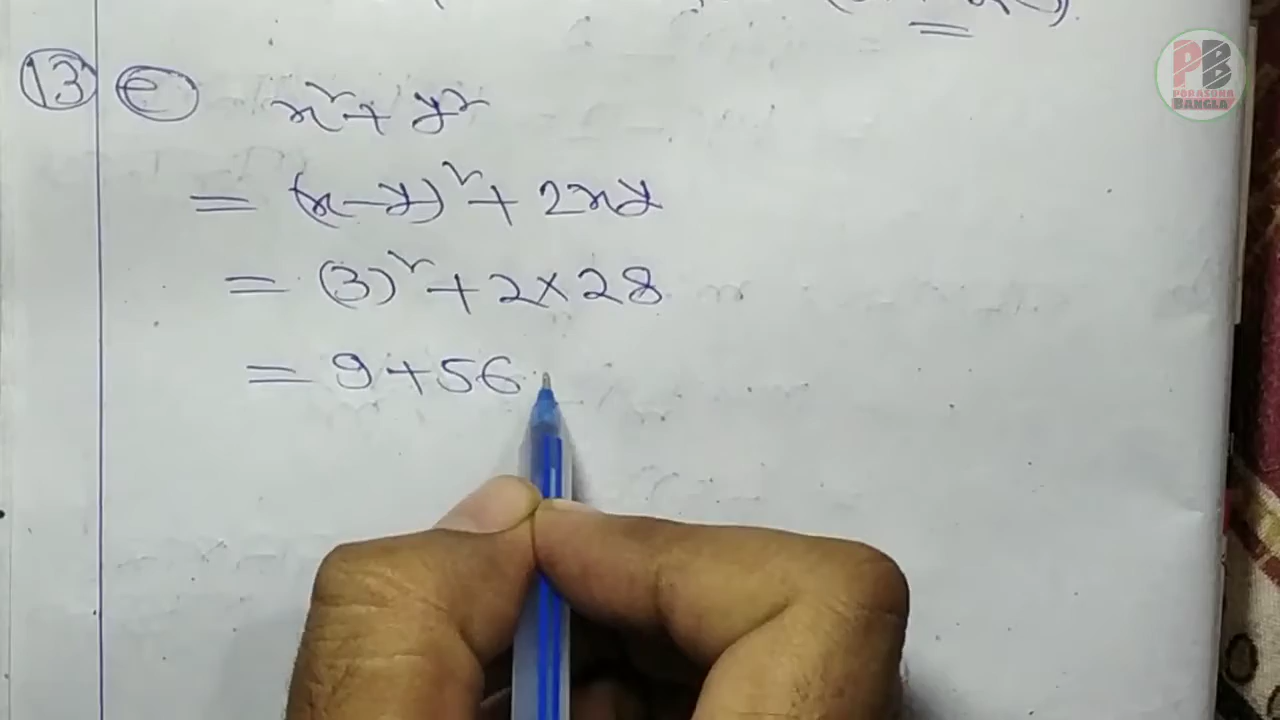 13 e x² + y²
= (x-y)² + 2xy
= (3)² + 2×28
= 9+56
PB
PORASONA
BANGLA